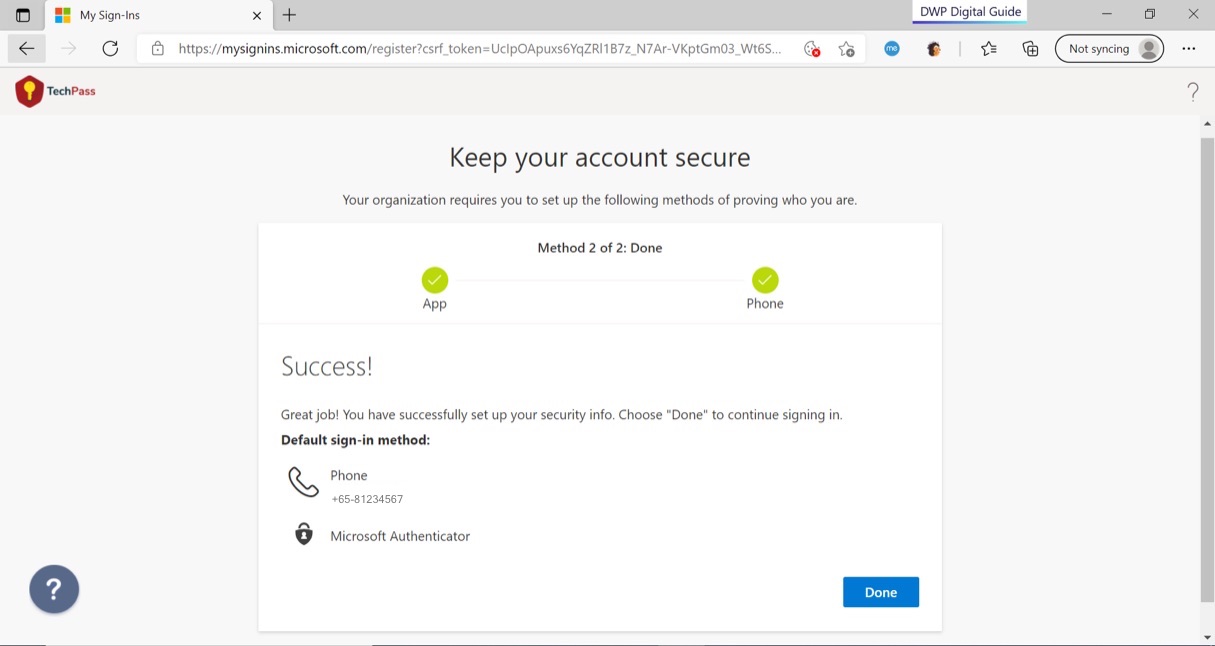 DWP Digital Guide
My Sign-Ins
https://mysignins.microsoft.com/register?csrf_token=UcIpOApuxs6YqZRl1B7z_N7Ar-VKptGm03_Wt6S...
me
Not syncing
TechPass
?
Keep your account secure
Your organization requires you to set up the following methods of proving who you are.
Method 2 of 2: Done
App
Phone
Success!
Great job! You have successfully set up your security info. Choose "Done" to continue signing in.
Default sign-in method:
Phone
+65-81234567
Microsoft Authenticator
?
Done